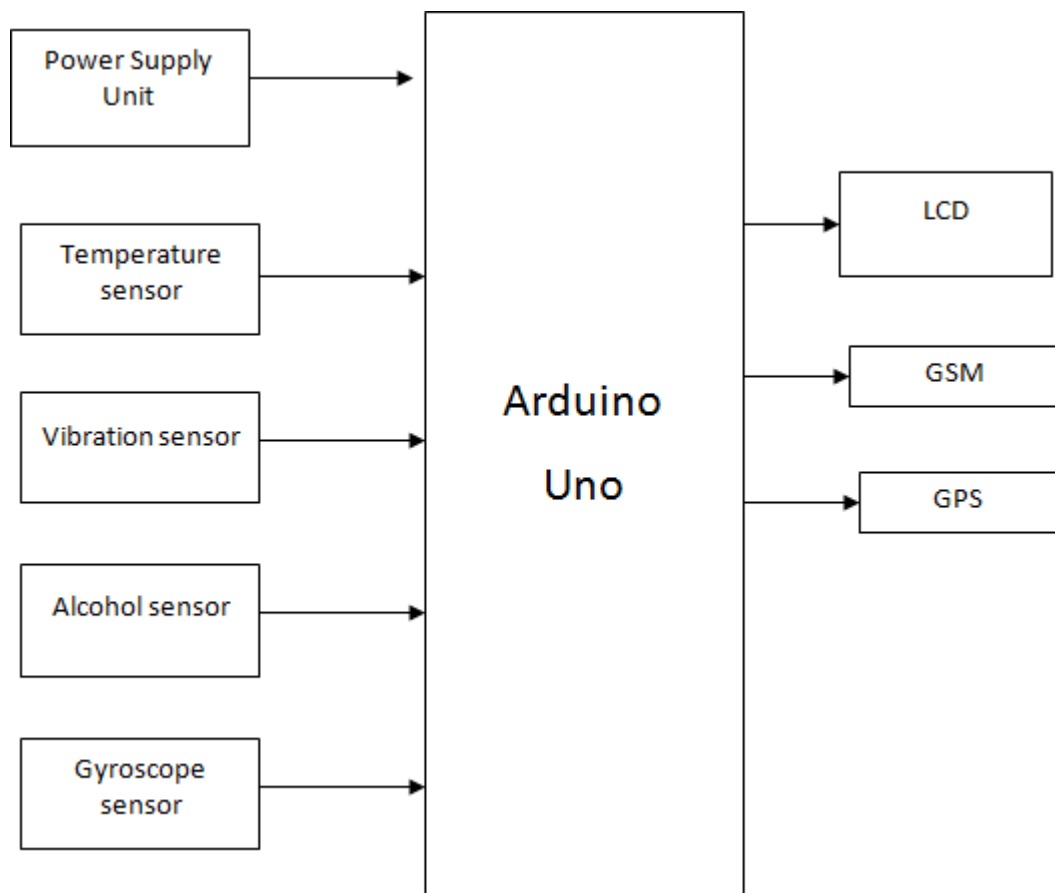 Power Supply
Unit
Temperature
sensor
Vibration sensor
Alcohol sensor
Gyroscope
sensor
Arduino
Uno
LCD
GSM
GPS